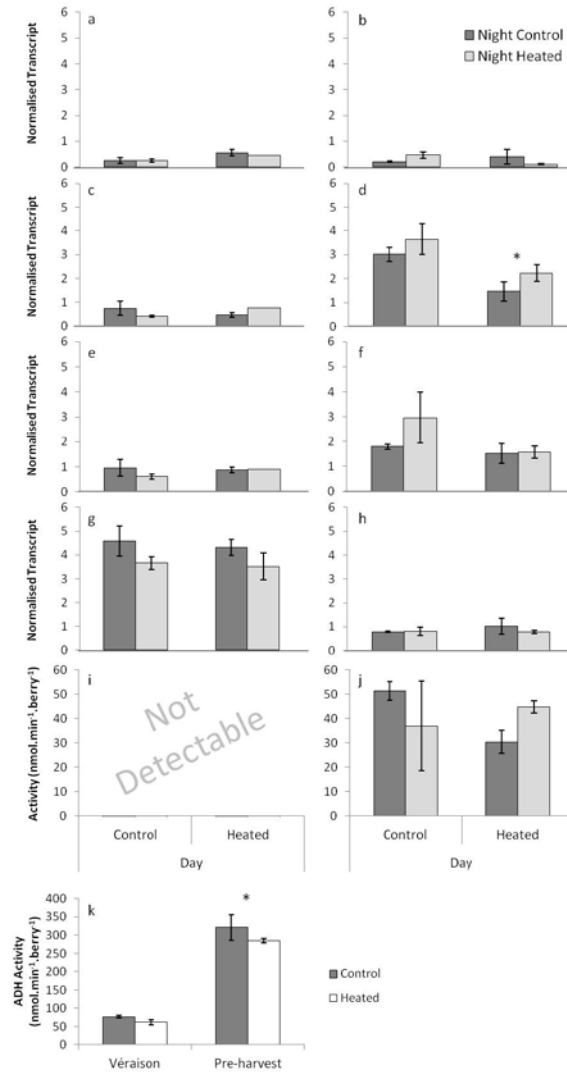 a
Normalised Transcript
6
5
4
3
2
1
0
b
Night Control
Night Heated
6
5
4
3
2
1
0
c
Normalised Transcript
6
5
4
3
2
1
0
d
*
6
5
4
3
2
1
0
e
Normalised Transcript
6
5
4
3
2
1
0
f
6
5
4
3
2
1
0
g
Normalised Transcript
6
5
4
3
2
1
0
h
6
5
4
3
2
1
0
i
Activity (nmol.min⁻¹.berry⁻¹)
60
50
40
30
20
10
0
Not
Detectable
Control Heated
Day
j
60
50
40
30
20
10
0
Control Heated
Day
k
ADH Activity
(nmol.min⁻¹.berry⁻¹)
400
350
300
250
200
150
100
50
0
*
Control
Heated
Véraison Pre-harvest